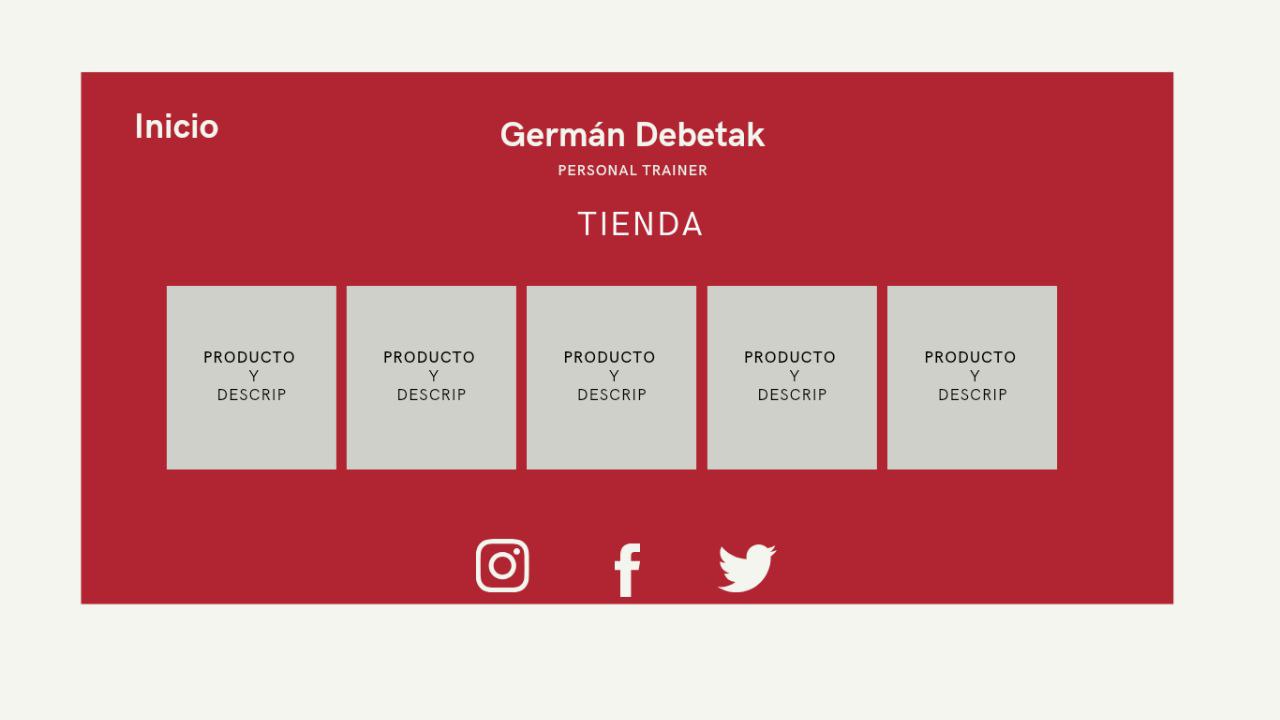 Inicio
Germán Debetak
PERSONAL TRAINER
TIENDA
PRODUCTO
Y
DESCRIP
PRODUCTO
Y
DESCRIP
PRODUCTO
Y
DESCRIP
PRODUCTO
Y
DESCRIP
PRODUCTO
Y
DESCRIP